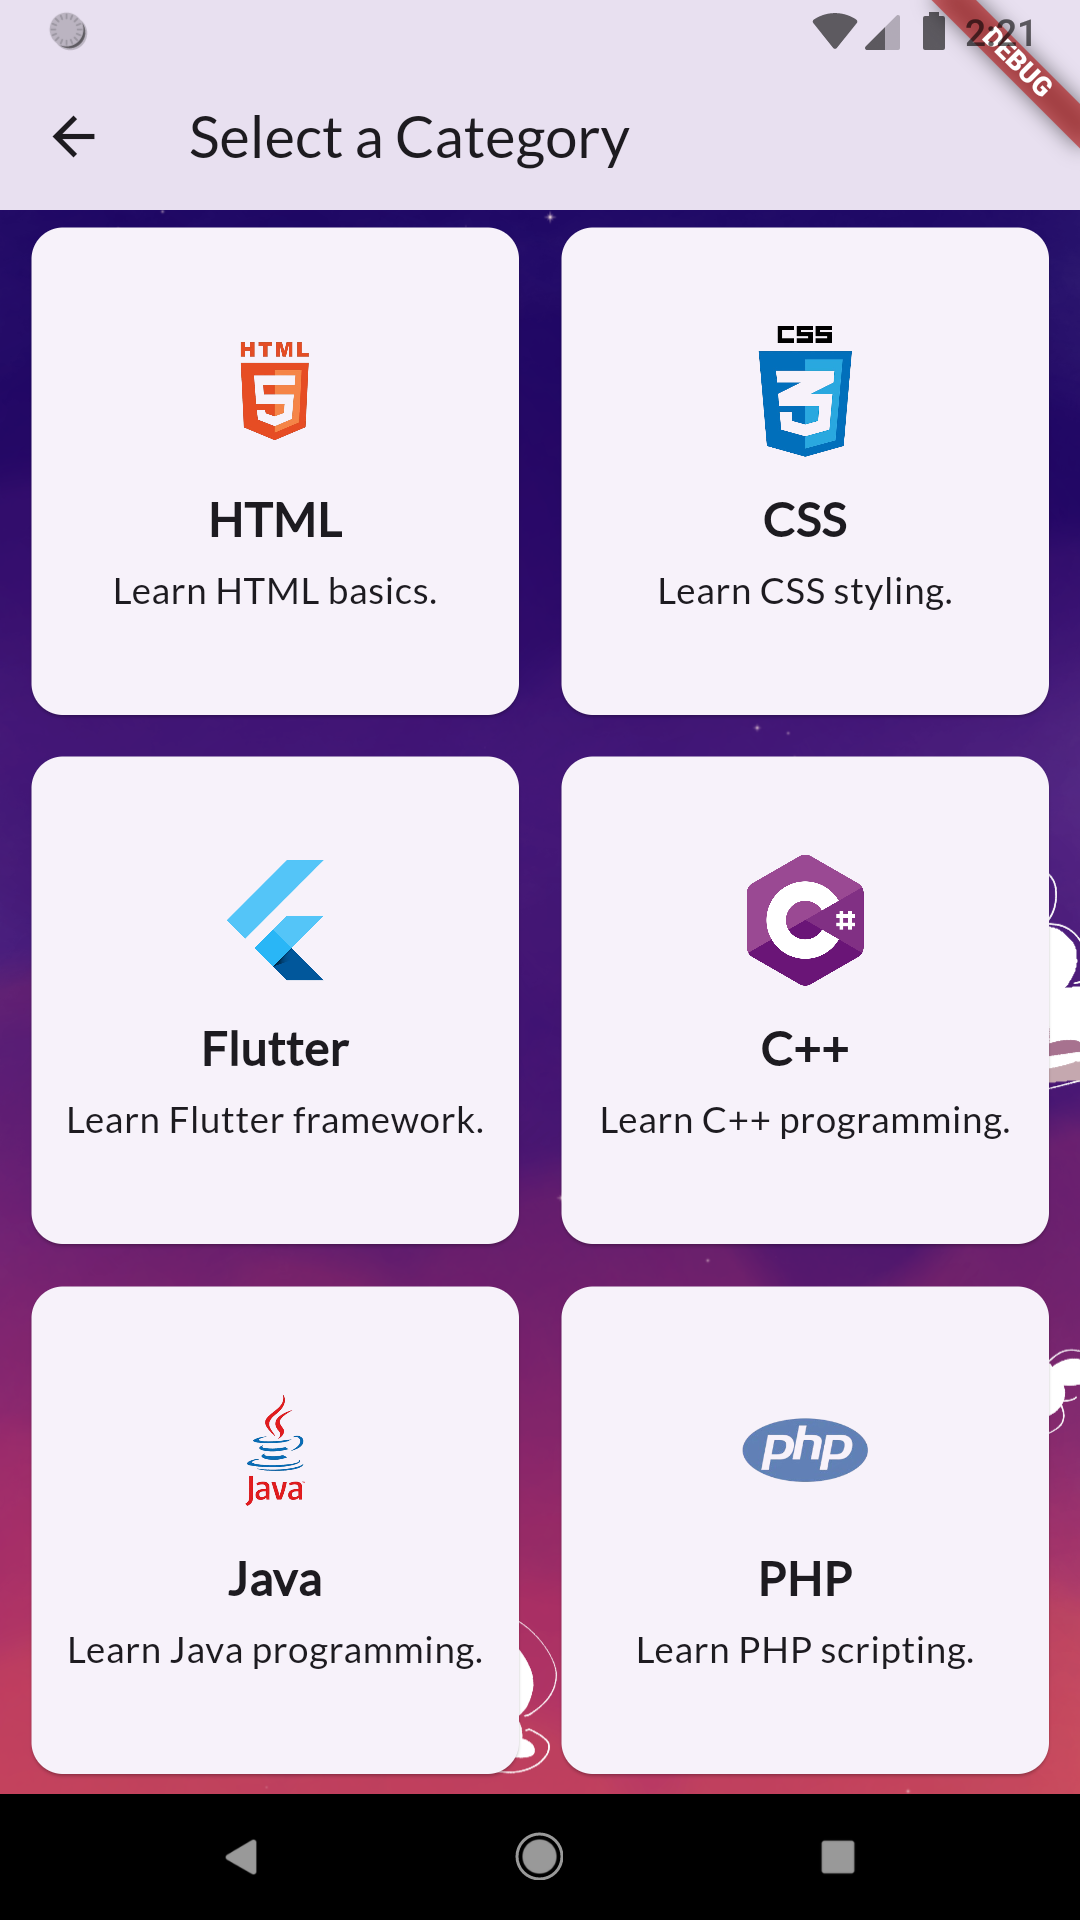 2:21
DEBUG
Select a Category
HTML
5
HTML
Learn HTML basics.
CSS
3
CSS
Learn CSS styling.
Flutter
Learn Flutter framework.
C#
C++
Learn C++ programming.
Java
Java
Learn Java programming.
php
PHP
Learn PHP scripting.